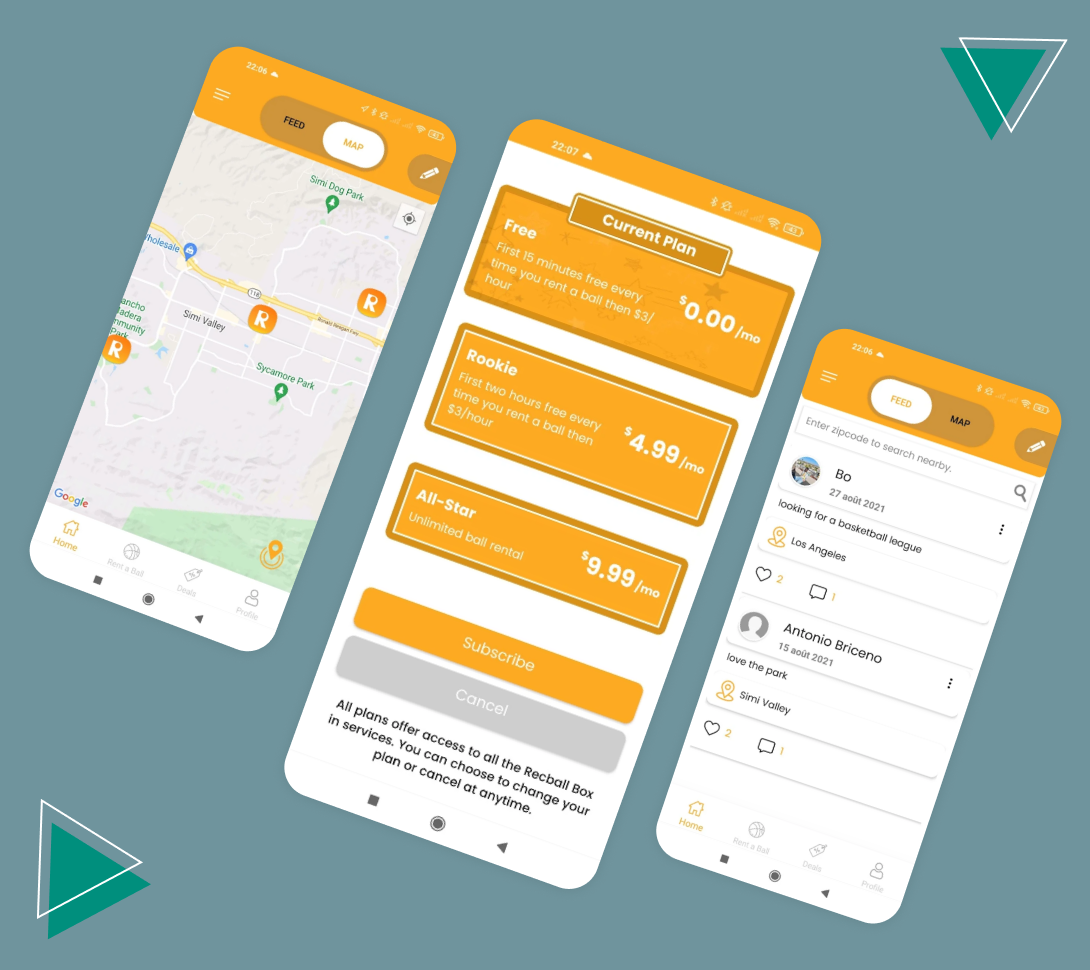 22:06
FEED
MAP
Simi Dog Park
Wholesale
118
Ronald Reagan Fwy
Simi Valley
R
R
R
ancho
adera
mmunity
Park
Sycamore Park
Google
Home
Rent a Ball
Deals
Profile
22:07
43
Current Plan
Free
First 15 minutes free every
time you rent a ball then $3/
hour
$0.00/mo
Rookie
First two hours free every
time you rent a ball then
$3/hour
$4.99/mo
All-Star
Unlimited ball rental
$9.99/mo
Subscribe
Cancel
All plans offer access to all the Recball Box
in services. You can choose to change your
plan or cancel at anytime.
22:06
FEED
MAP
Enter zipcode to search nearby.
Bo
27 août 2021
looking for a basketball league
Los Angeles
2
1
Antonio Briceno
15 août 2021
love the park
Simi Valley
2
1
Home
Rent a Ball
Deals
Profile